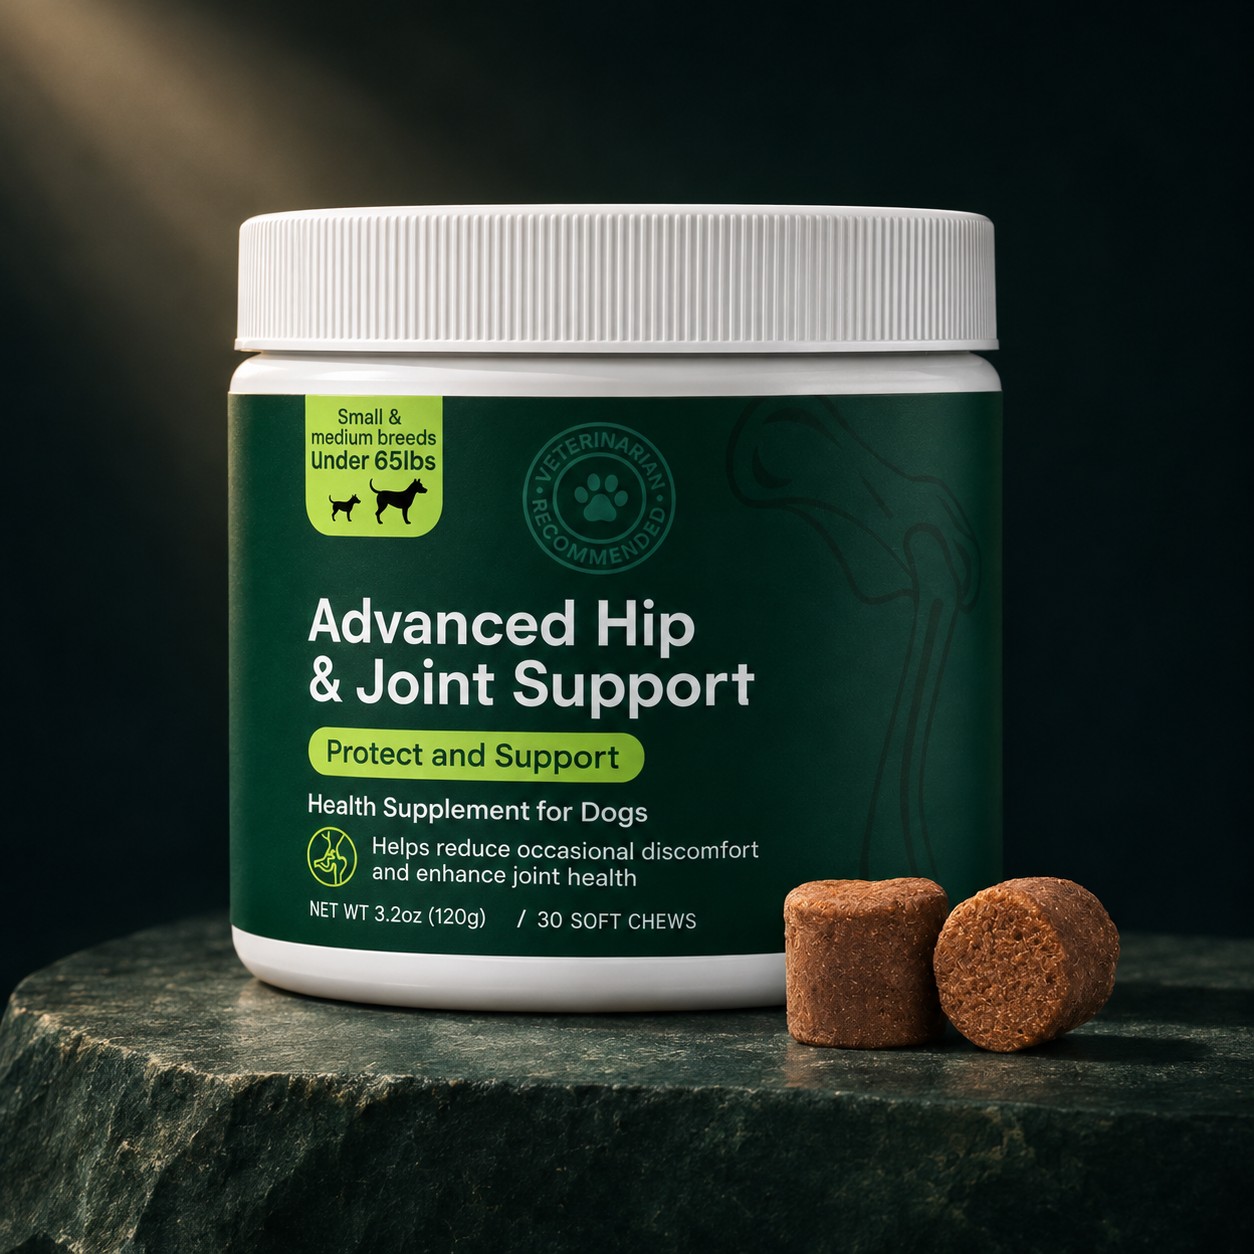 Small &
medium breeds
Under 65lbs
VETERINARIAN
RECOMMENDED
Advanced Hip
& Joint Support
Protect and Support
Health Supplement for Dogs
Helps reduce occasional discomfort
and enhance joint health
NET WT 3.2oz (120g) / 30 SOFT CHEWS